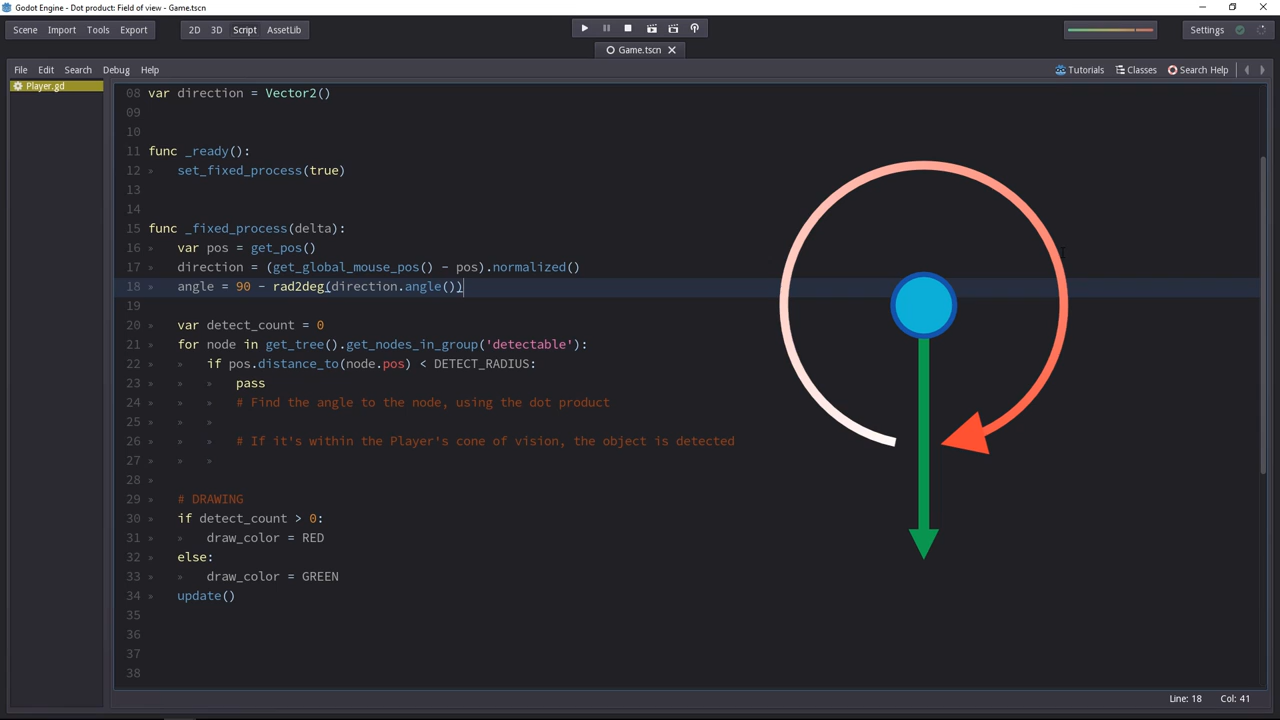 Godot Engine - Dot product: Field of view - Game.tscn
Scene Import Tools Export 2D 3D Script AssetLib Settings
Game.tscn
File Edit Search Debug Help Tutorials Classes Search Help
Player.gd
08 var direction = Vector2()
09
10
11 func _ready():
12 set_fixed_process(true)
13
14
15 func _fixed_process(delta):
16 var pos = get_pos()
17 direction = (get_global_mouse_pos() - pos).normalized()
18 angle = 90 - rad2deg(direction.angle())
19
20 var detect_count = 0
21 for node in get_tree().get_nodes_in_group('detectable'):
22 if pos.distance_to(node.pos) < DETECT_RADIUS:
23 pass
24 # Find the angle to the node, using the dot product
25
26 # If it's within the Player's cone of vision, the object is detected
27
28
29 # DRAWING
30 if detect_count > 0:
31 draw_color = RED
32 else:
33 draw_color = GREEN
34 update()
35
36
37
38
Line: 18 Col: 41